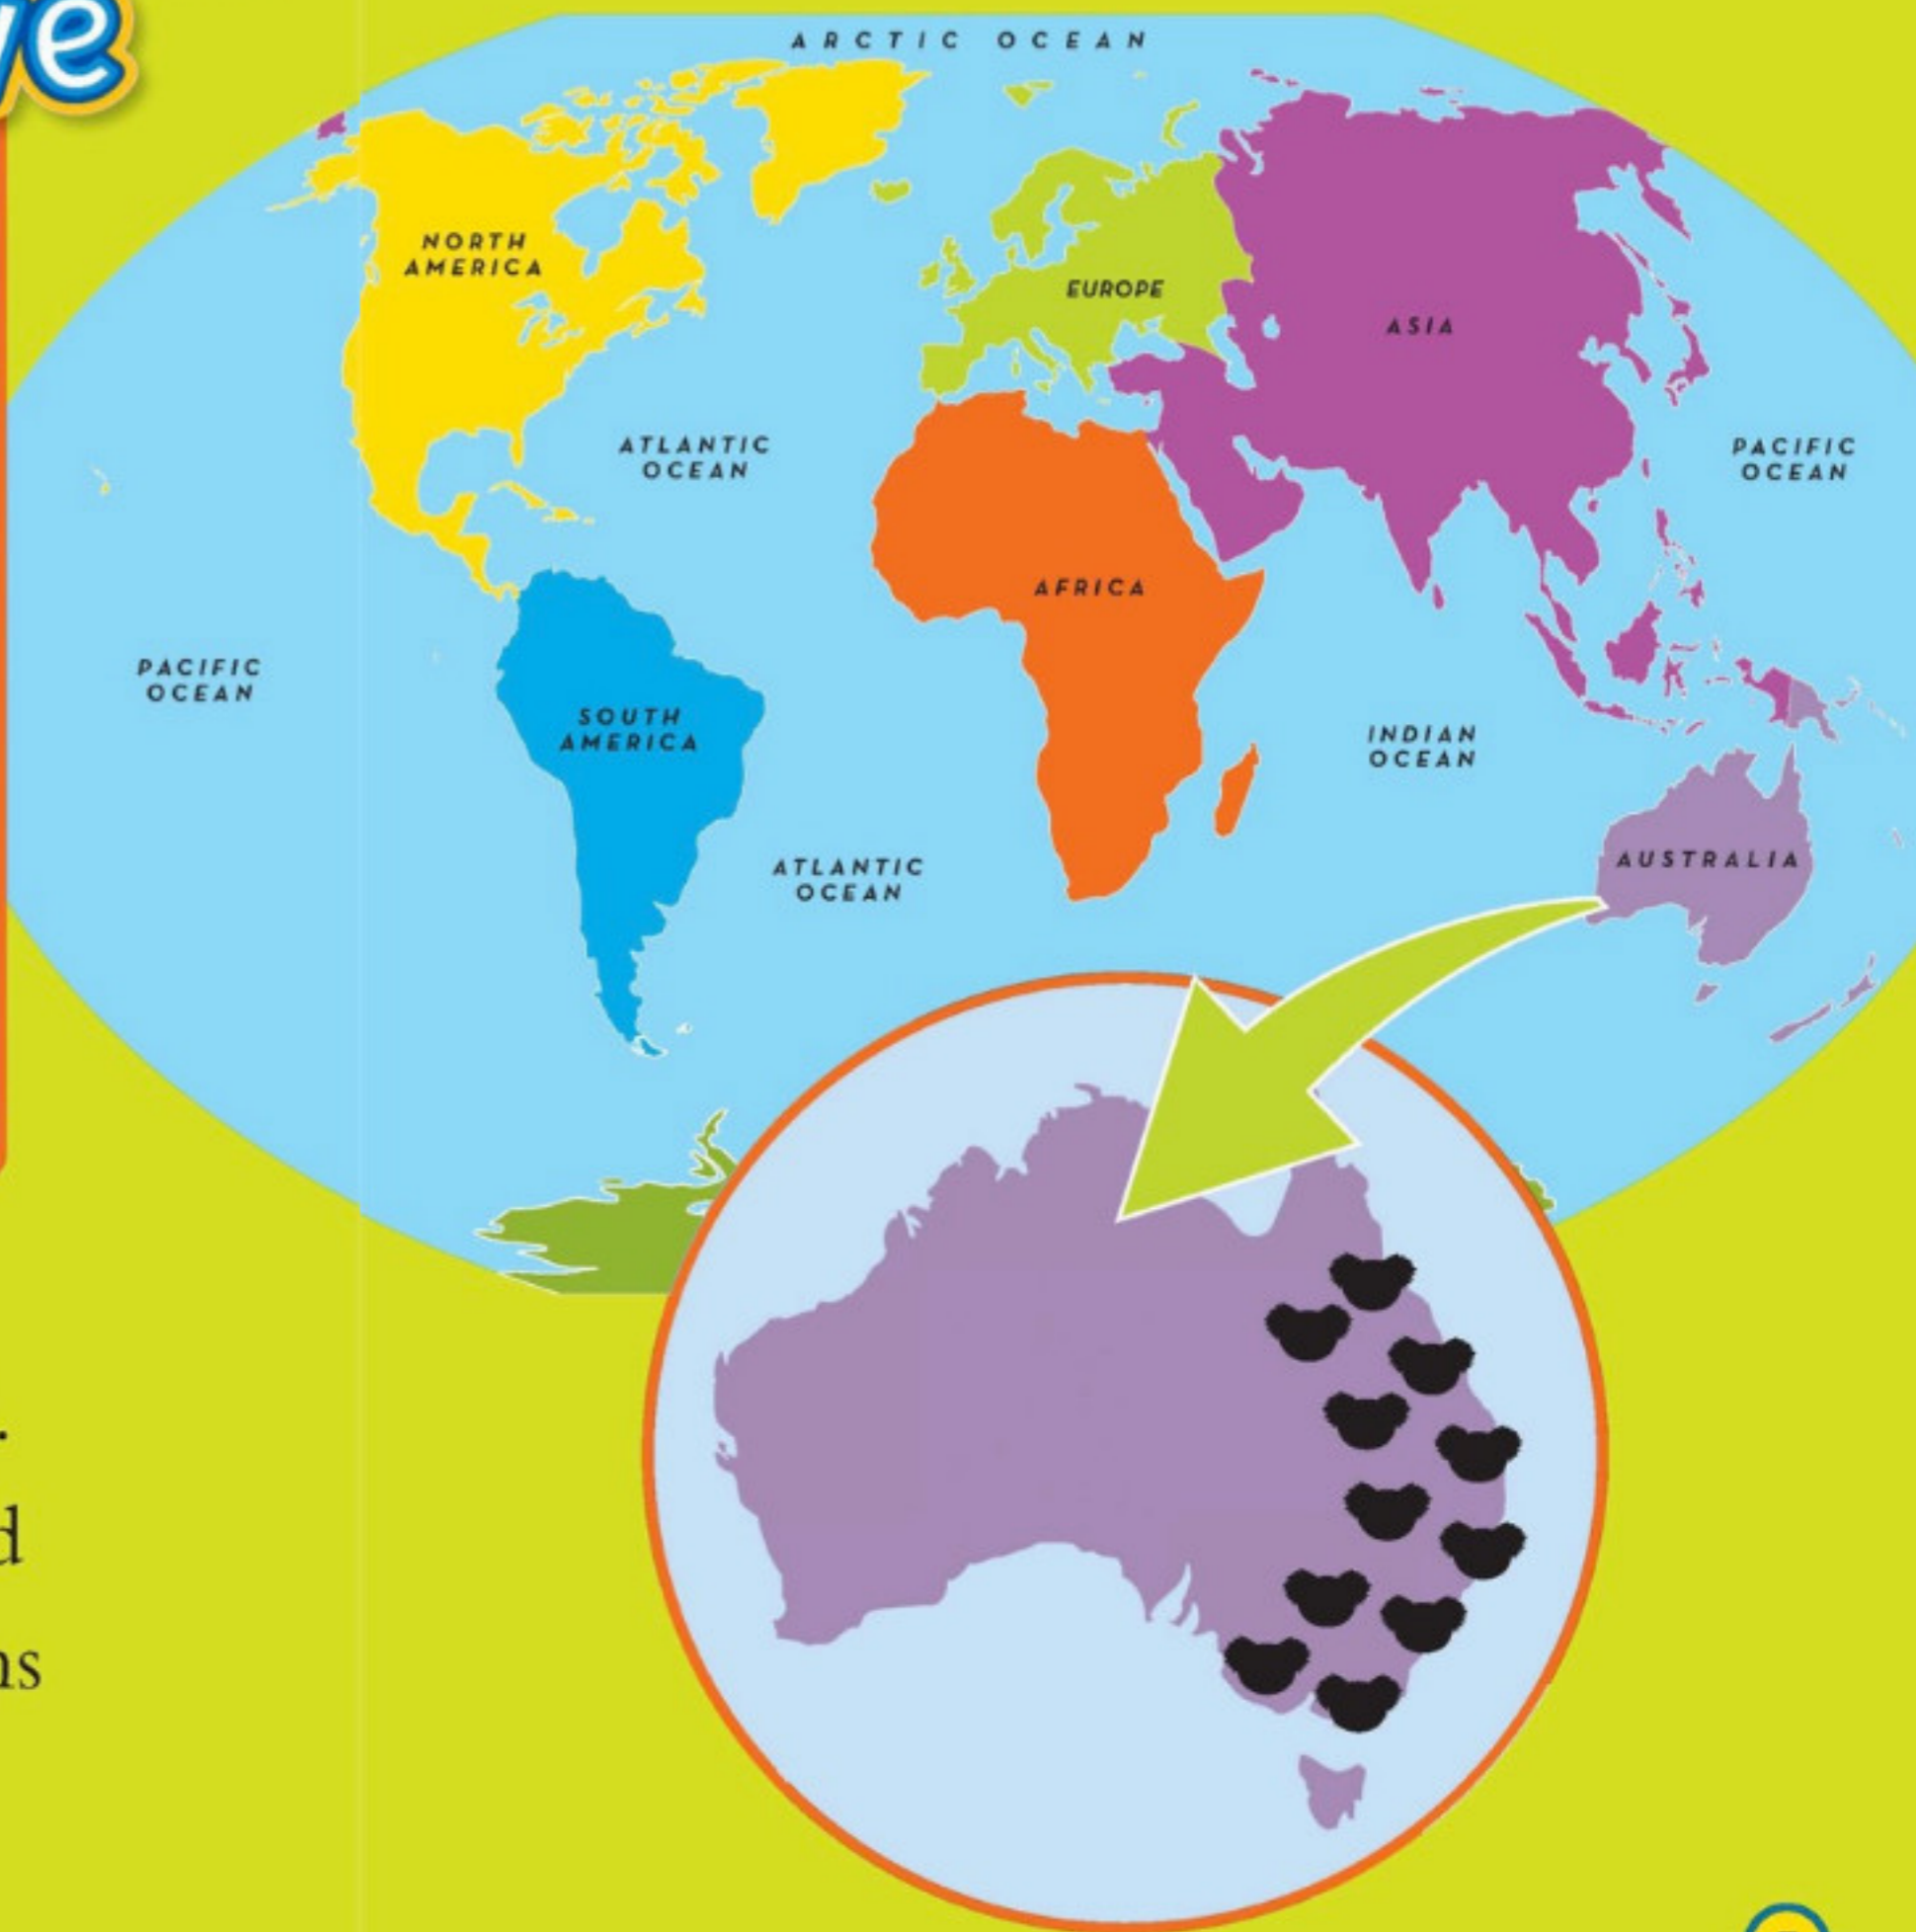 ARCTIC OCEAN
NORTH
AMERICA
EUROPE
ASIA
ATLANTIC
OCEAN
PACIFIC
OCEAN
AFRICA
PACIFIC
OCEAN
SOUTH
AMERICA
INDIAN
OCEAN
AUSTRALIA
ATLANTIC
OCEAN